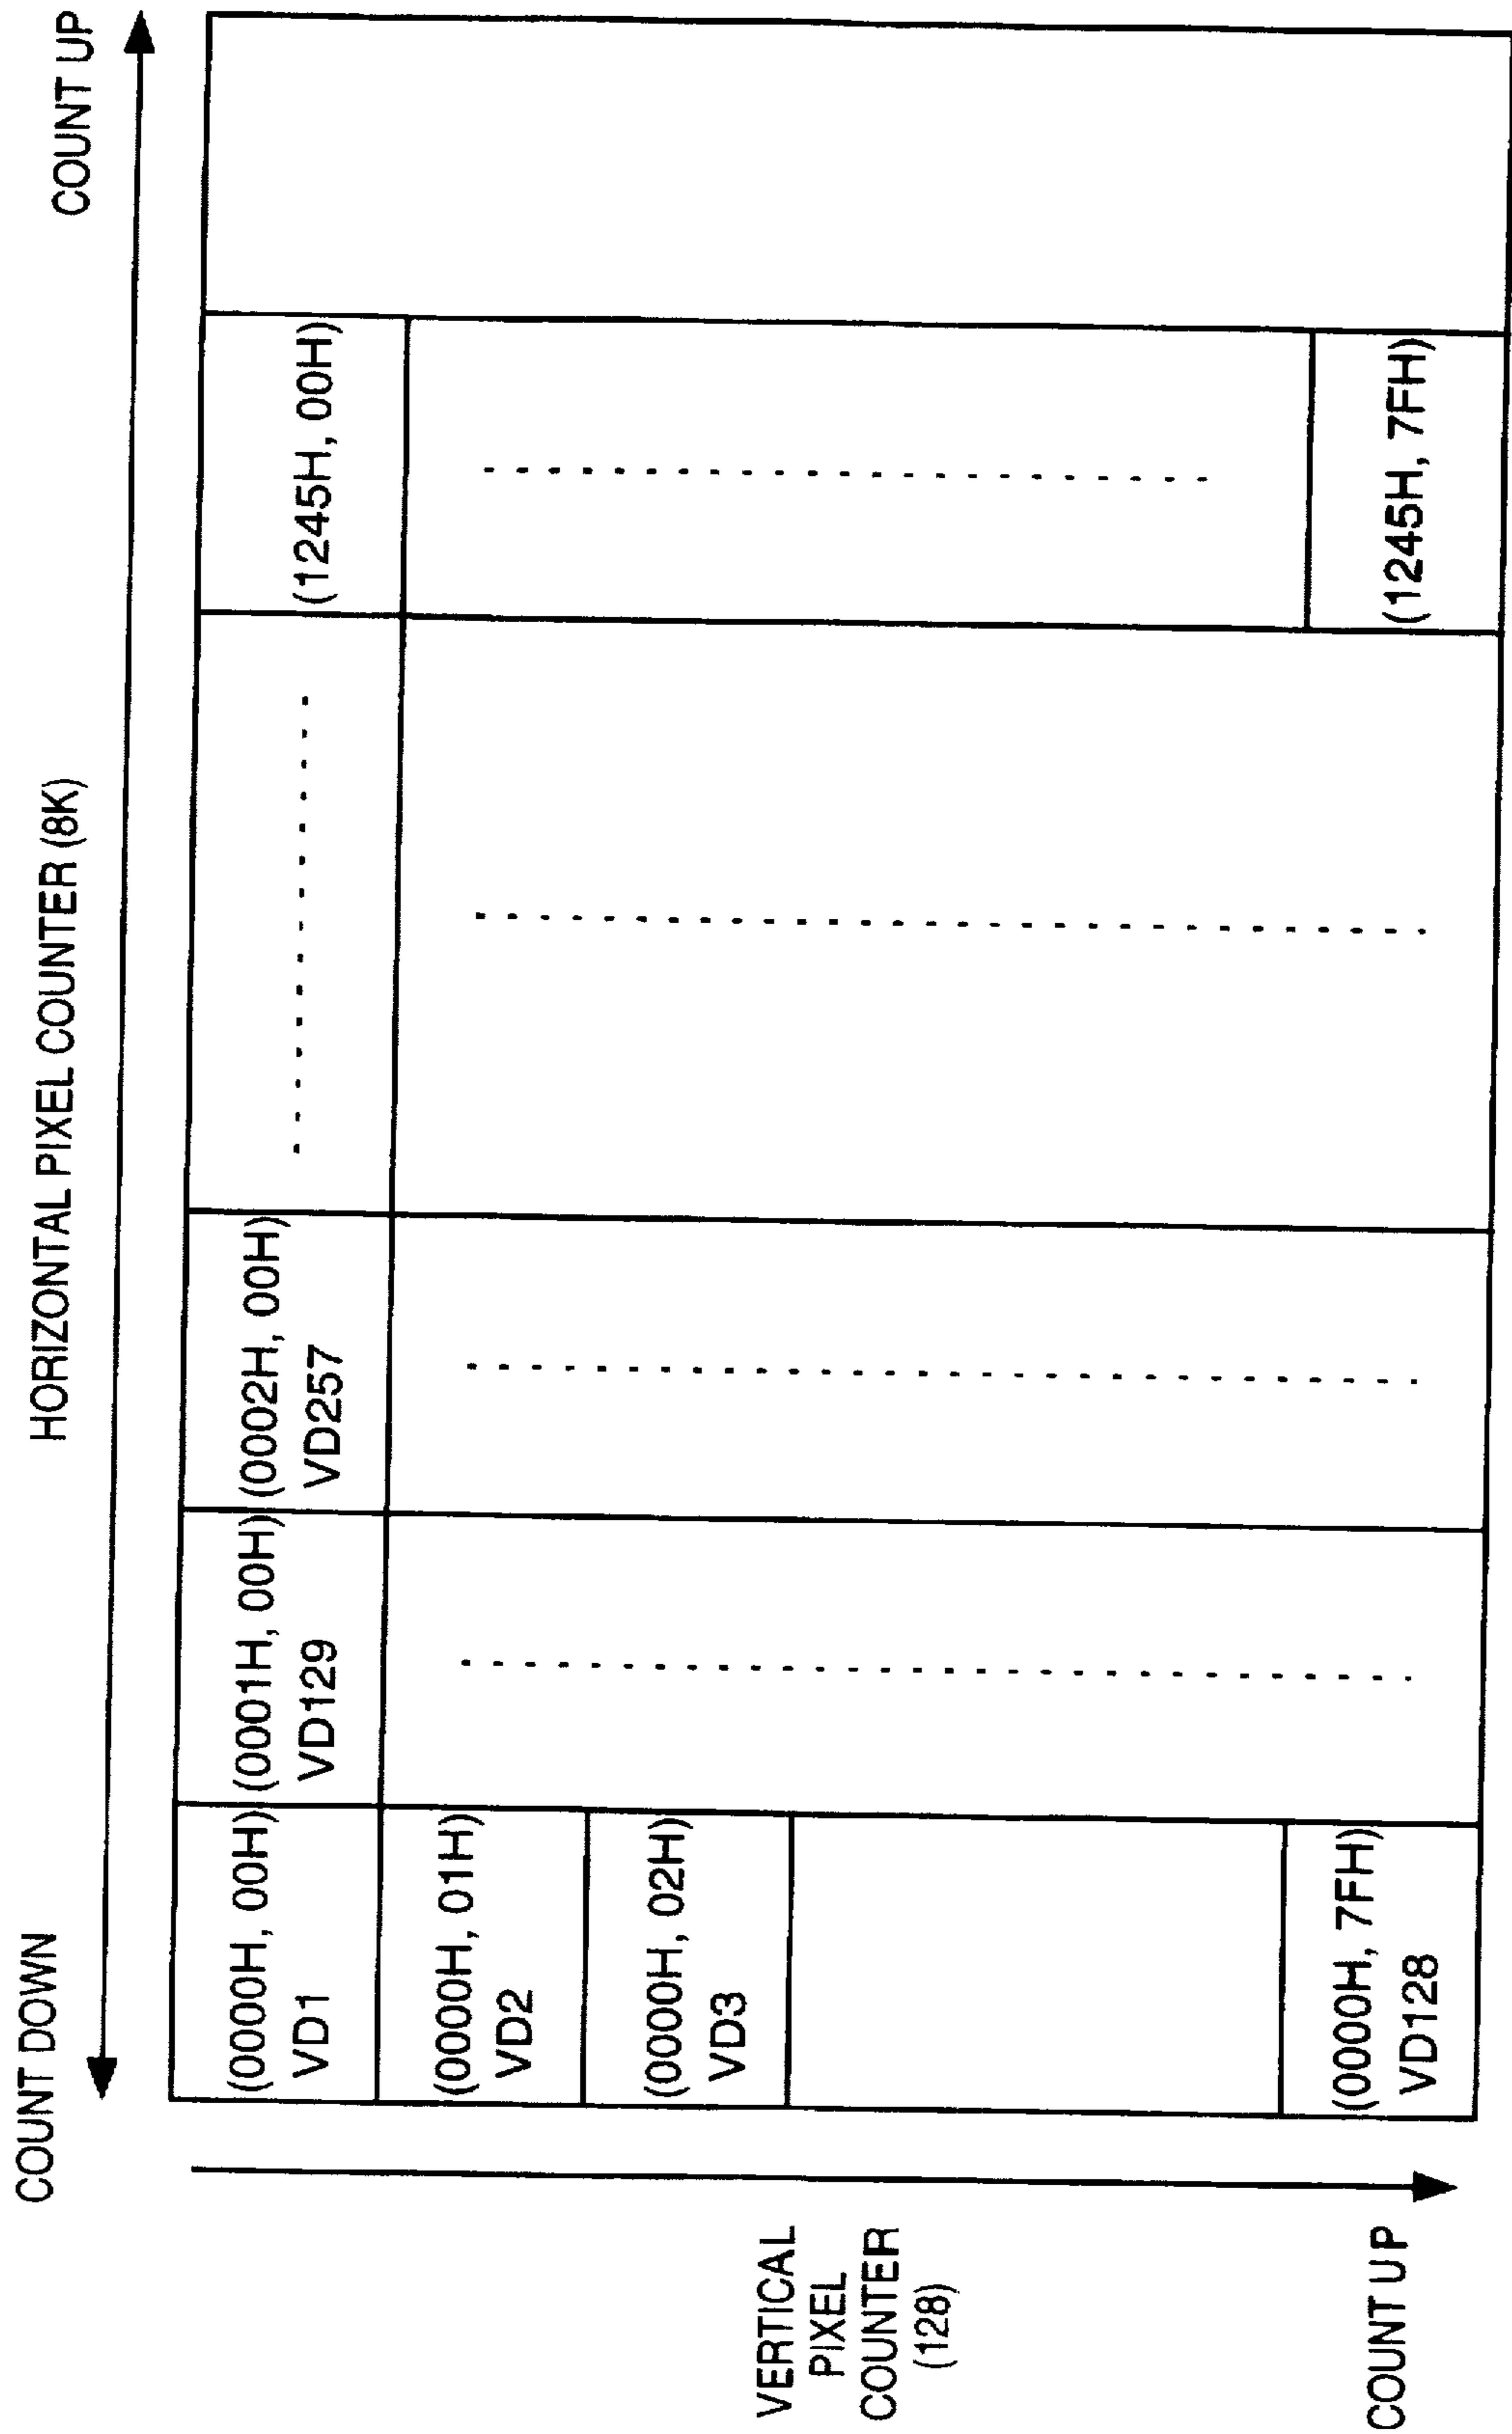 COUNT DOWN
HORIZONTAL PIXEL COUNTER (8K)
COUNT UP
(0000H, 00H)
VD1
(0001H, 00H)
VD129
(0002H, 00H)
VD257
(1245H, 00H)
(0000H, 01H)
VD2
(0000H, 02H)
VD3
(0000H, 7FH)
VD128
(1245H, 7FH)
VERTICAL
PIXEL
COUNTER
(128)
COUNT UP